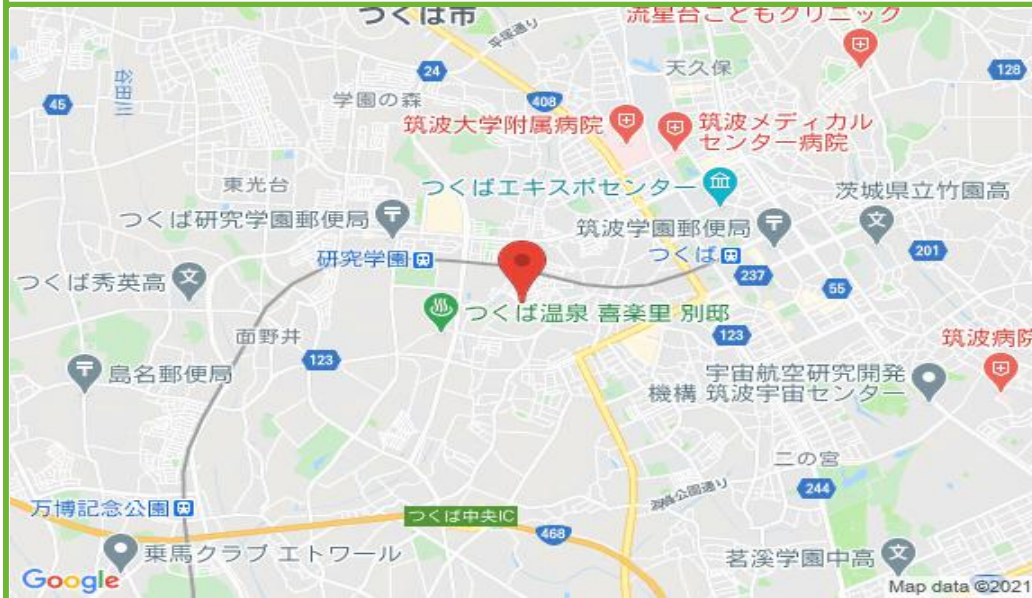 つくば市
流星台こどもクリニック
平塚通り
天久保
128
24
谷田川
45
学園の森
408
筑波大学附属病院
筑波メディカル
センター病院
東光台
つくばエキスポセンター
茨城県立竹園高
つくば研究学園郵便局
筑波学園郵便局
研究学園
つくば
201
つくば秀英高
237
55
つくば温泉 喜楽里 別邸
面野井
123
123
筑波病院
島名郵便局
宇宙航空研究開発
機構 筑波宇宙センター
二の宮
244
万博記念公園
つくば中央IC
468
乗馬クラブ エトワール
茗溪学園中高
Google
Map data ©2021